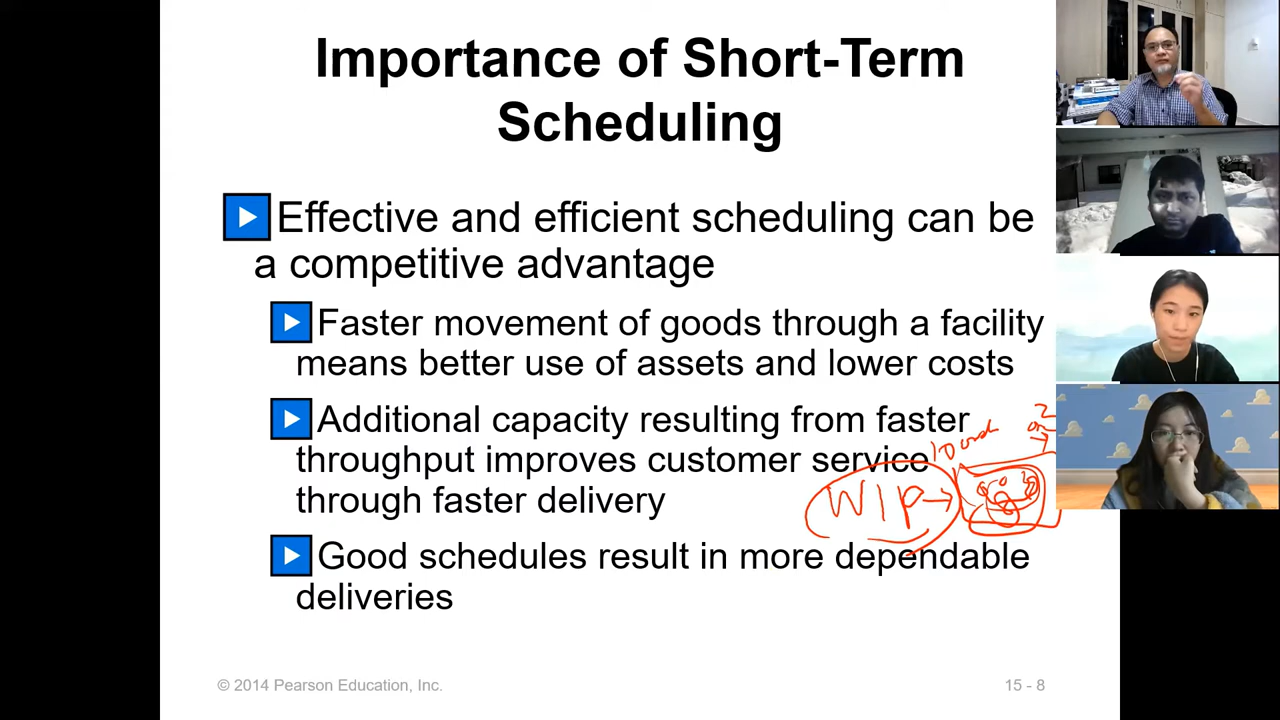 Importance of Short-Term
Scheduling
Effective and efficient scheduling can be
a competitive advantage
Faster movement of goods through a facility
means better use of assets and lower costs
Additional capacity resulting from faster
throughput improves customer service
through faster delivery
WIP
Good schedules result in more dependable
deliveries
© 2014 Pearson Education, Inc.
15 - 8